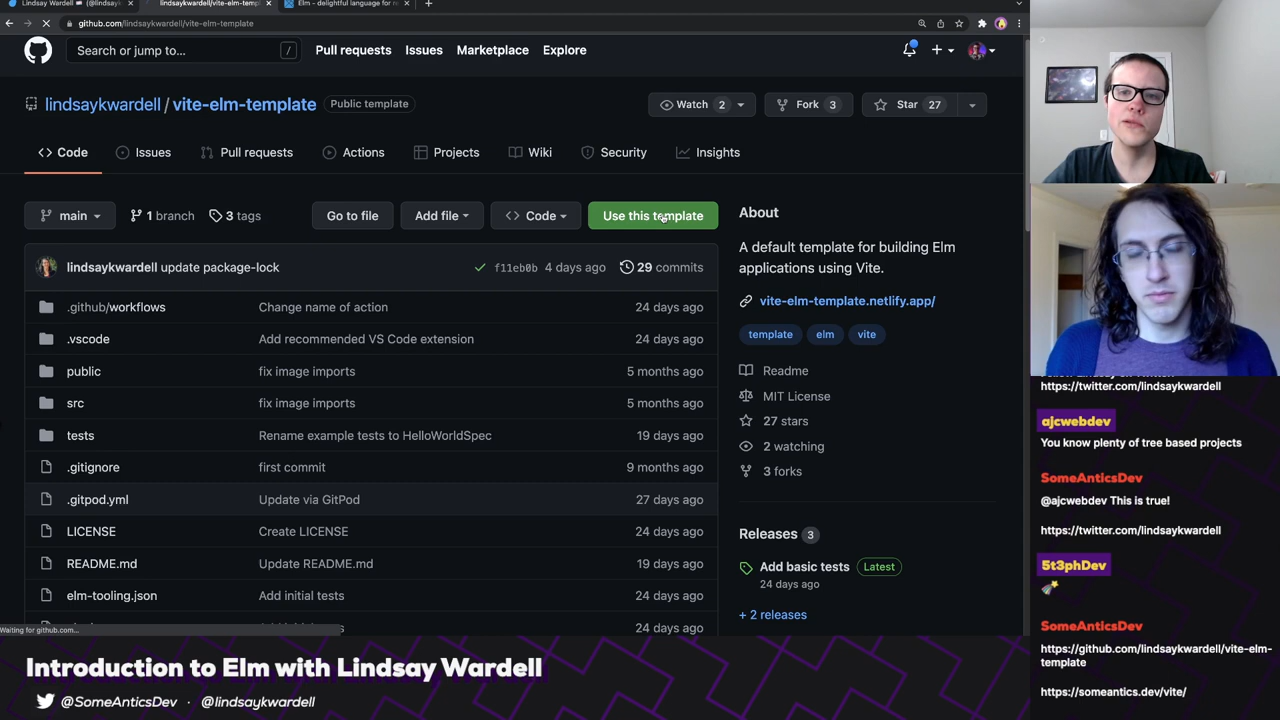 Lindsay Wardell
lindsaykwardell/vite-elm-temp
Elm - delightful language for r
github.com/lindsaykwardell/vite-elm-template
Search or jump to...
/
Pull requests
Issues
Marketplace
Explore
lindsaykwardell / vite-elm-template
Public template
Watch 2
Fork 3
Star 27
Code
Issues
Pull requests
Actions
Projects
Wiki
Security
Insights
main
1 branch
3 tags
Go to file
Add file
Code
Use this template
lindsaykwardell update package-lock
f11eb0b 4 days ago
29 commits
.github/workflows Change name of action 24 days ago
.vscode Add recommended VS Code extension 24 days ago
public fix image imports 5 months ago
src fix image imports 5 months ago
tests Rename example tests to HelloWorldSpec 19 days ago
.gitignore first commit 9 months ago
.gitpod.yml Update via GitPod 27 days ago
LICENSE Create LICENSE 24 days ago
README.md Update README.md 19 days ago
elm-tooling.json Add initial tests 24 days ago
24 days ago
Waiting for github.com...
About
A default template for building Elm
applications using Vite.
vite-elm-template.netlify.app/
template
elm
vite
Readme
MIT License
27 stars
2 watching
3 forks
Releases 3
Add basic tests Latest
24 days ago
+ 2 releases
https://twitter.com/lindsaykwardell
ajcwebdev
You know plenty of tree based projects
SomeAnticsDev
@ajcwebdev This is true!
https://twitter.com/lindsaykwardell
5t3phDev
SomeAnticsDev
https://github.com/lindsaykwardell/vite-elm-
template
https://someantics.dev/vite/
Introduction to Elm with Lindsay Wardell
@SomeAnticsDev · @lindsaykwardell